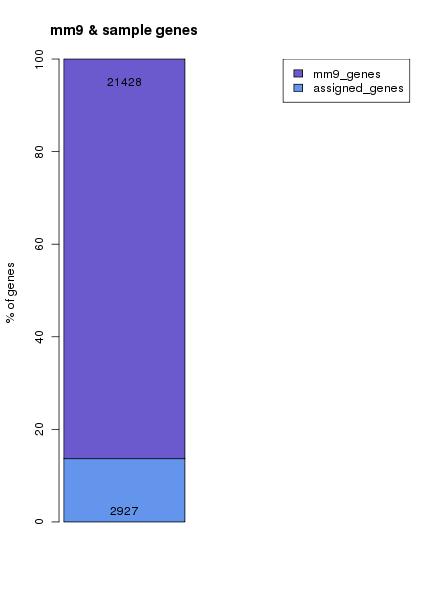 mm9 & sample genes
100
80
60
40
20
0
% of genes
21428
2927
mm9_genes
assigned_genes